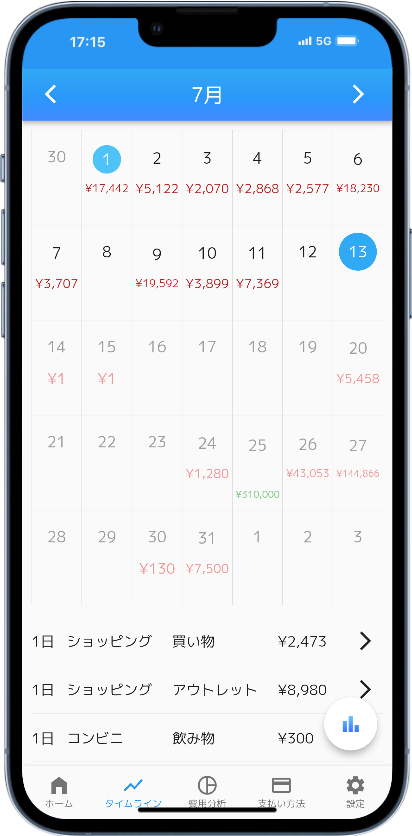 17:15 5G
7月
30 1 2 3 4 5 6
¥17,442 ¥5,122 ¥2,070 ¥2,868 ¥2,577 ¥18,230
7 8 9 10 11 12 13
¥3,707 ¥19,592 ¥3,899 ¥7,369
14 15 16 17 18 19 20
¥1 ¥1 ¥5,458
21 22 23 24 25 26 27
¥1,280 ¥43,053 ¥144,866
¥310,000
28 29 30 31 1 2 3
¥130 ¥7,500
1日 ショッピング 買い物 ¥2,473
1日 ショッピング アウトレット ¥8,980
1日 コンビニ 飲み物 ¥300
ホーム タイムライン 費用分析 支払い方法 設定